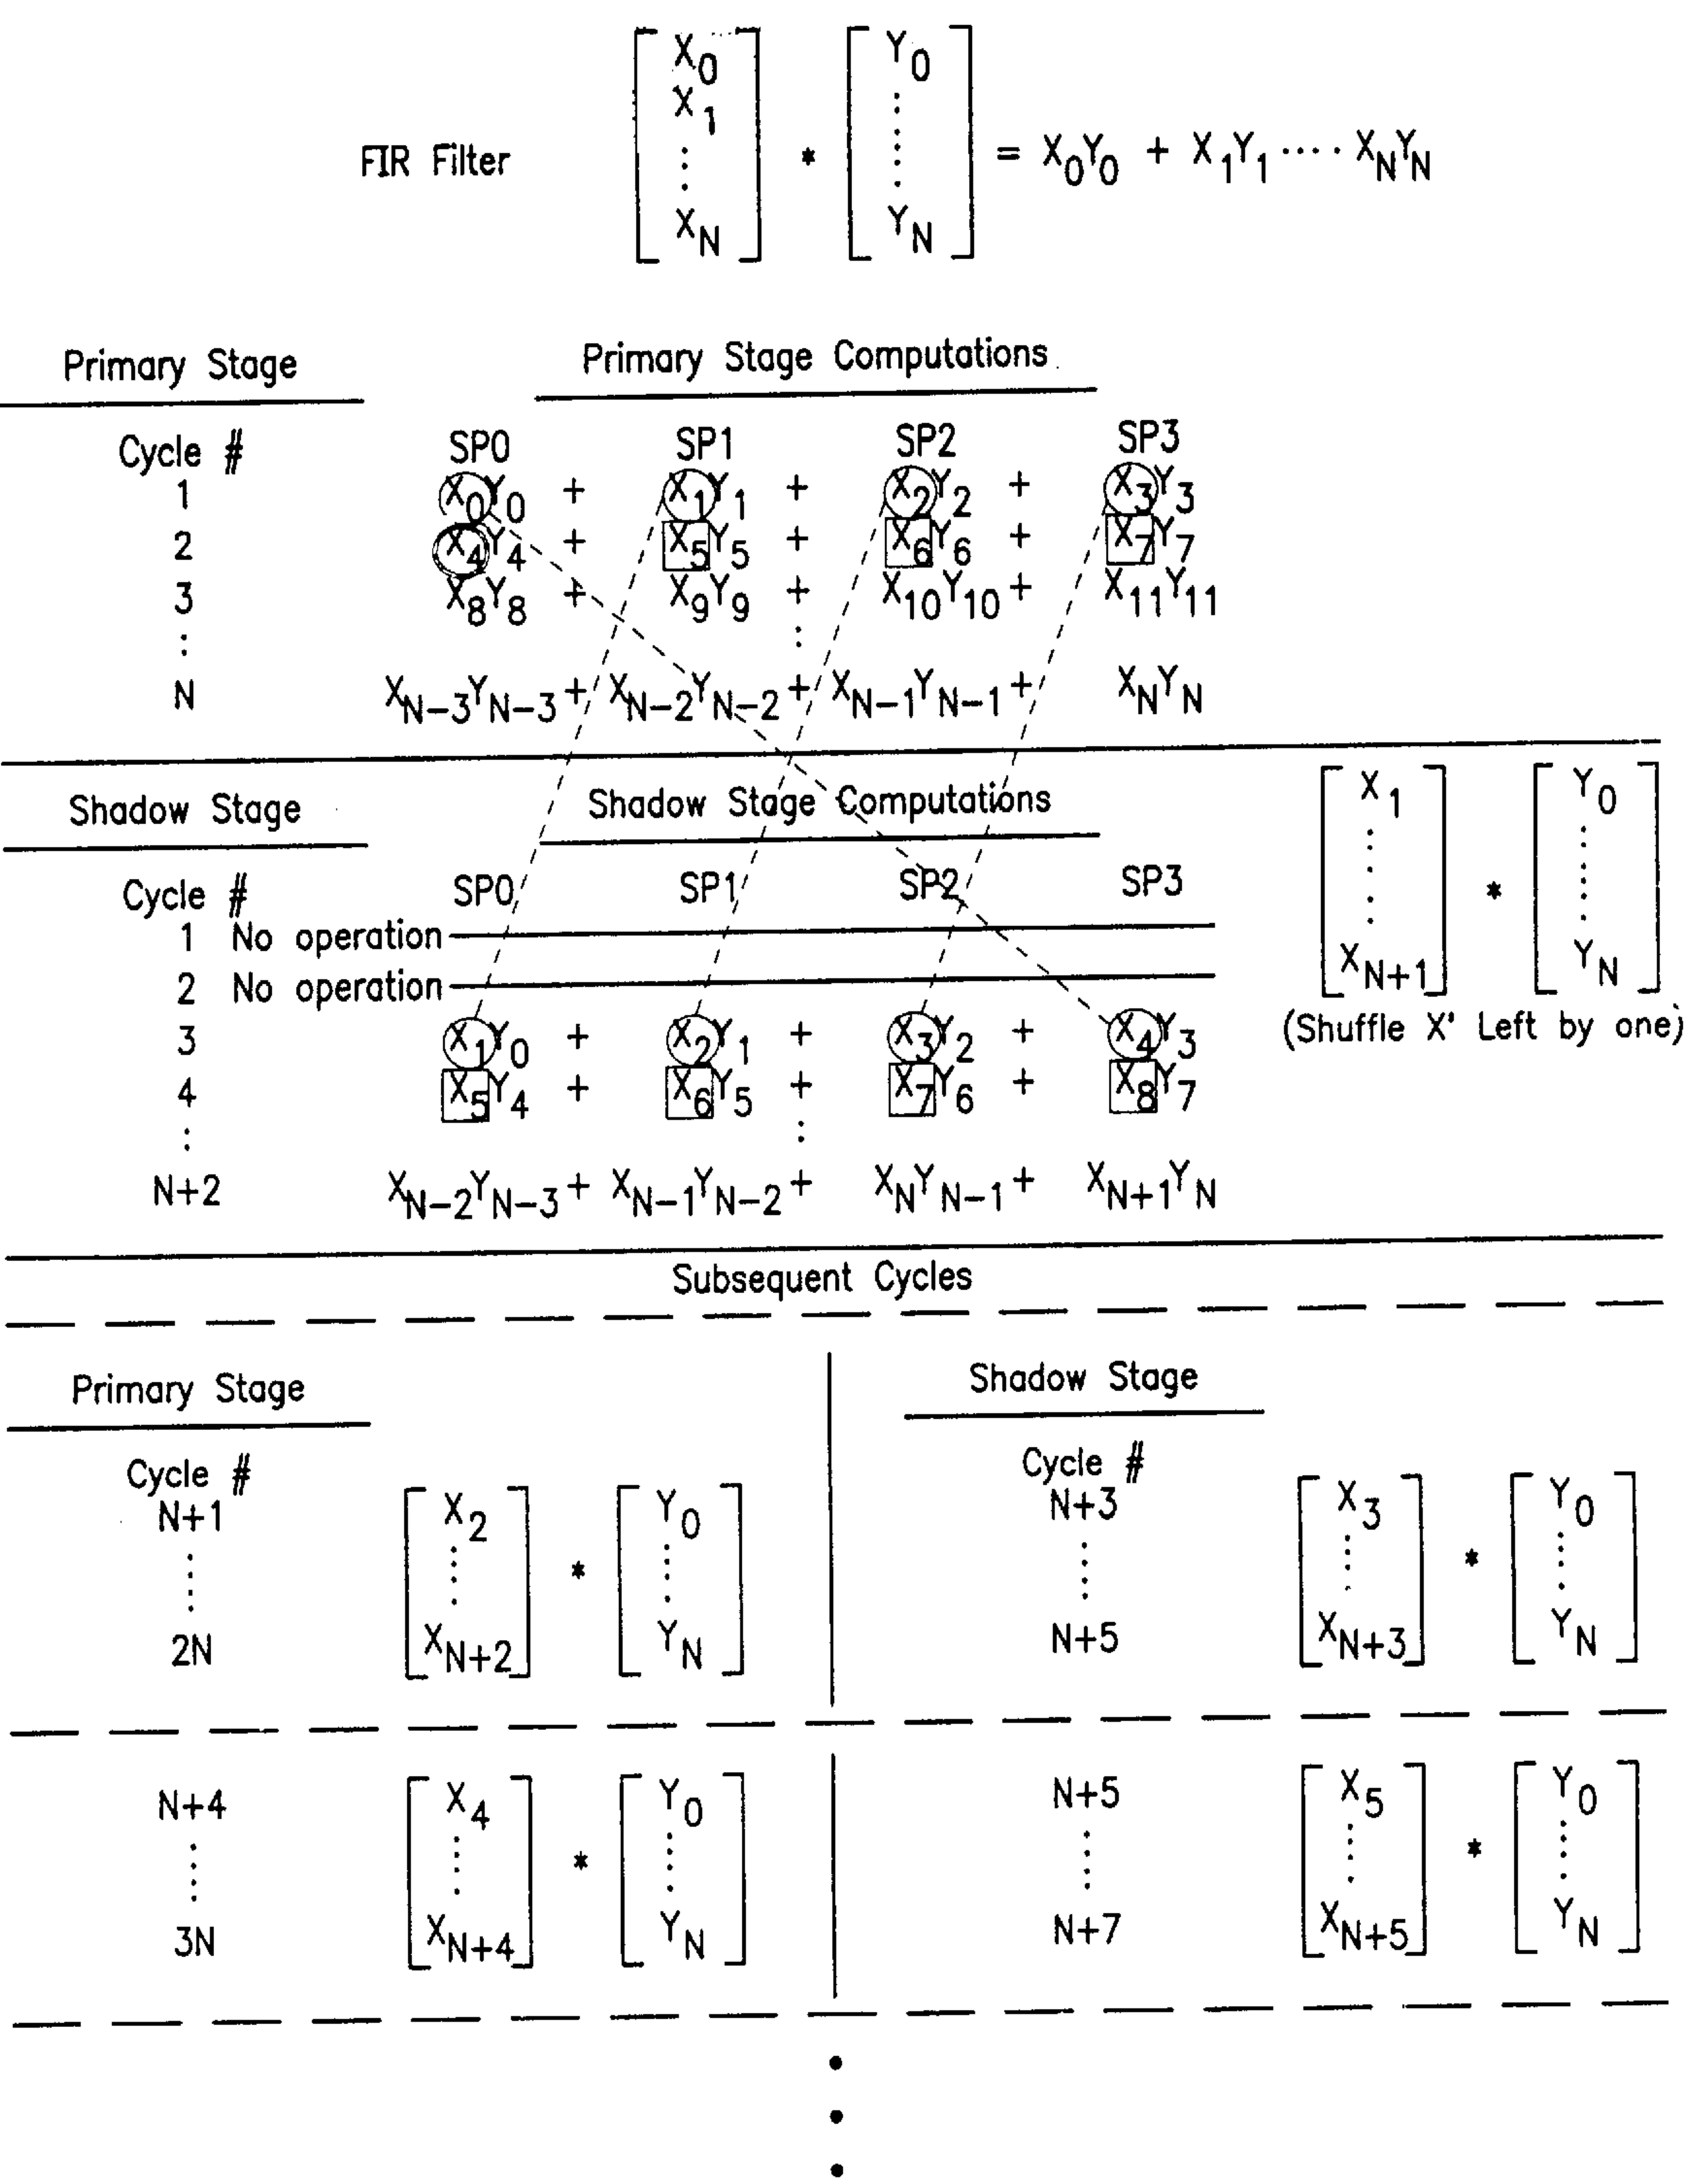 X0 Y0
X1 ⋮
FIR Filter ⋮ * ⋮ = X0Y0 + X1Y1 ···· XNYN
XN YN
Primary Stage Primary Stage Computations
Cycle # SP0 SP1 SP2 SP3
1 X0Y0 + X1Y1 + X2Y2 + X3Y3
2 X4Y4 + X5Y5 + X6Y6 + X7Y7
3 X8Y8 + X9Y9 + X10Y10 + X11Y11
⋮ ⋮
N XN-3YN-3 + XN-2YN-2 + XN-1YN-1 + XNYN
Shadow Stage Shadow Stage Computations
Cycle # SP0 SP1 SP2 SP3
1 No operation
2 No operation
3 X1Y0 + X2Y1 + X3Y2 + X4Y3
4 X5Y4 + X6Y5 + X7Y6 + X8Y7
⋮ ⋮
N+2 XN-2YN-3 + XN-1YN-2 + XNYN-1 + XN+1YN
X1 Y0
⋮ * ⋮
XN+1 YN
(Shuffle X' Left by one)
Subsequent Cycles
Primary Stage Shadow Stage
Cycle # Cycle #
N+1 X2 Y0 N+3 X3 Y0
⋮ ⋮ * ⋮ ⋮ ⋮ * ⋮
2N XN+2 YN N+5 XN+3 YN
N+4 X4 Y0 N+5 X5 Y0
⋮ ⋮ * ⋮ ⋮ ⋮ * ⋮
3N XN+4 YN N+7 XN+5 YN